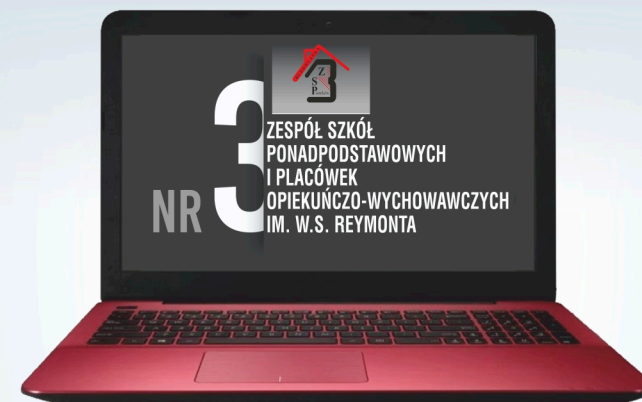 Z
S
P
NR 3
ZESPÓŁ SZKÓŁ
PONADPODSTAWOWYCH
I PLACÓWEK
OPIEKUŃCZO-WYCHOWAWCZYCH
IM. W.S. REYMONTA